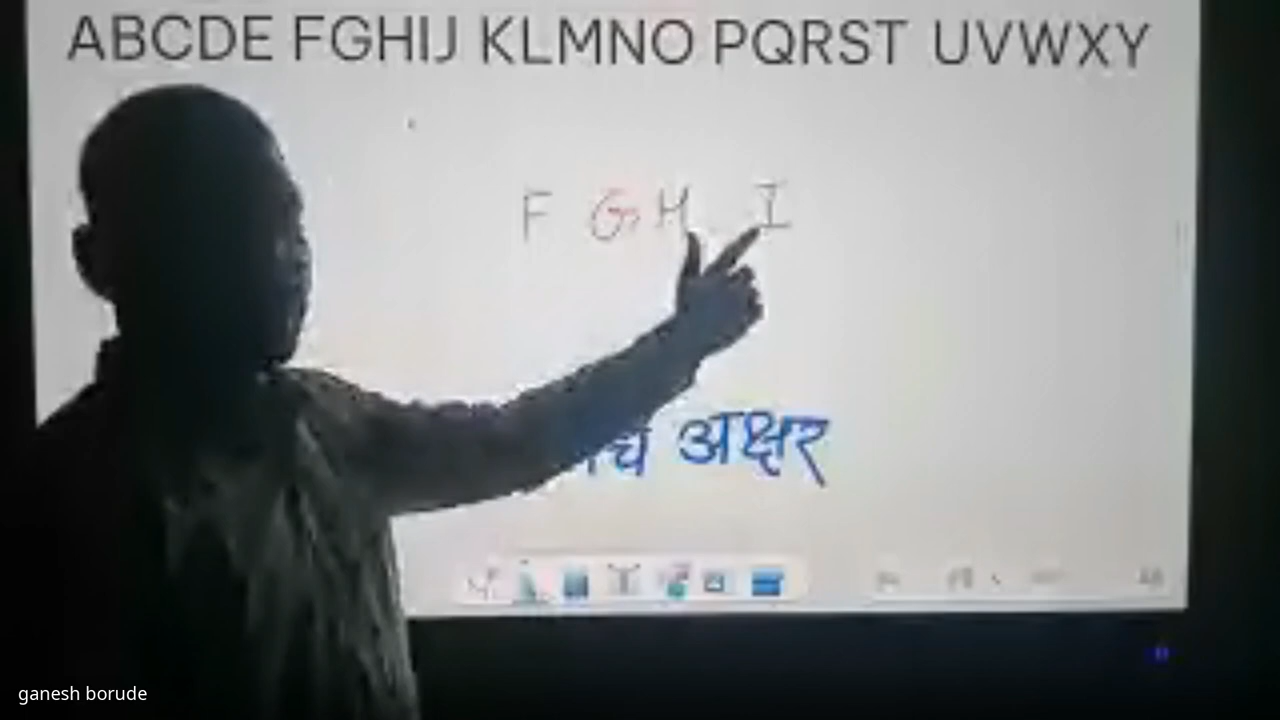 ABCDE FGHIJ KLMNO PQRST UVWXY
F G H I
अक्षर
ganesh borude